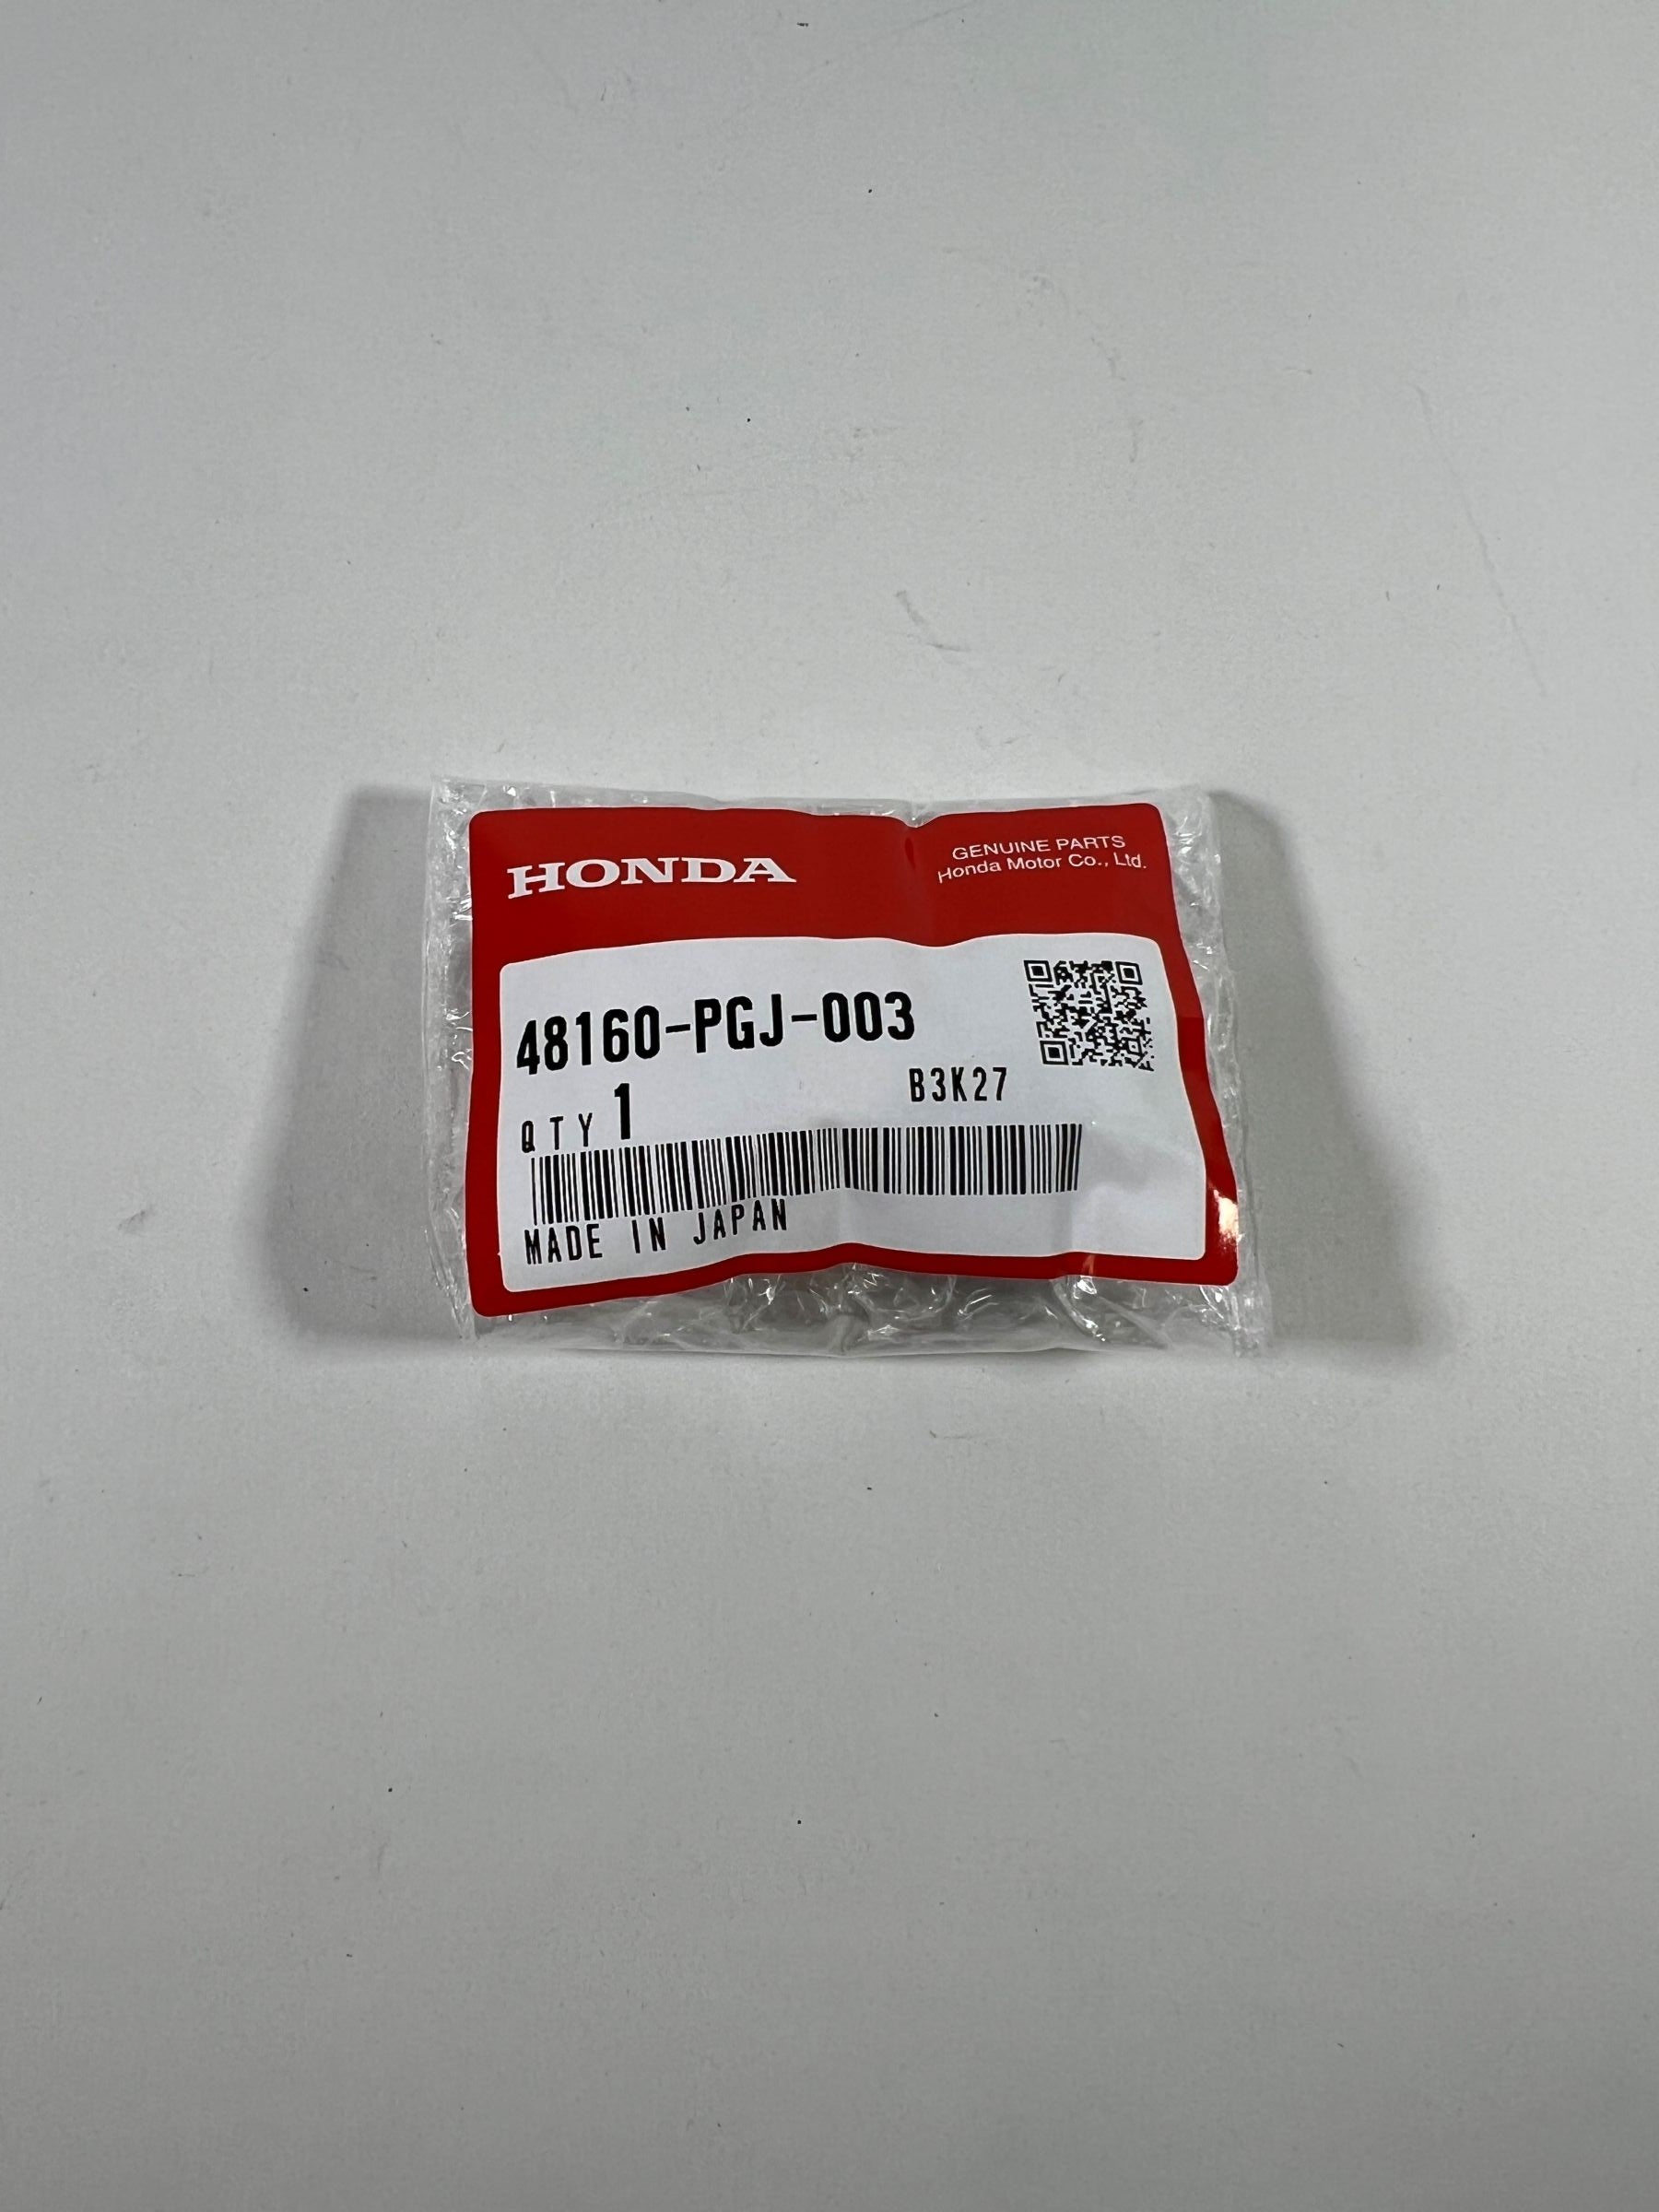 HONDA
GENUINE PARTS
Honda Motor Co., Ltd.
48160-PGJ-003
QTY 1
B3K27
MADE IN JAPAN